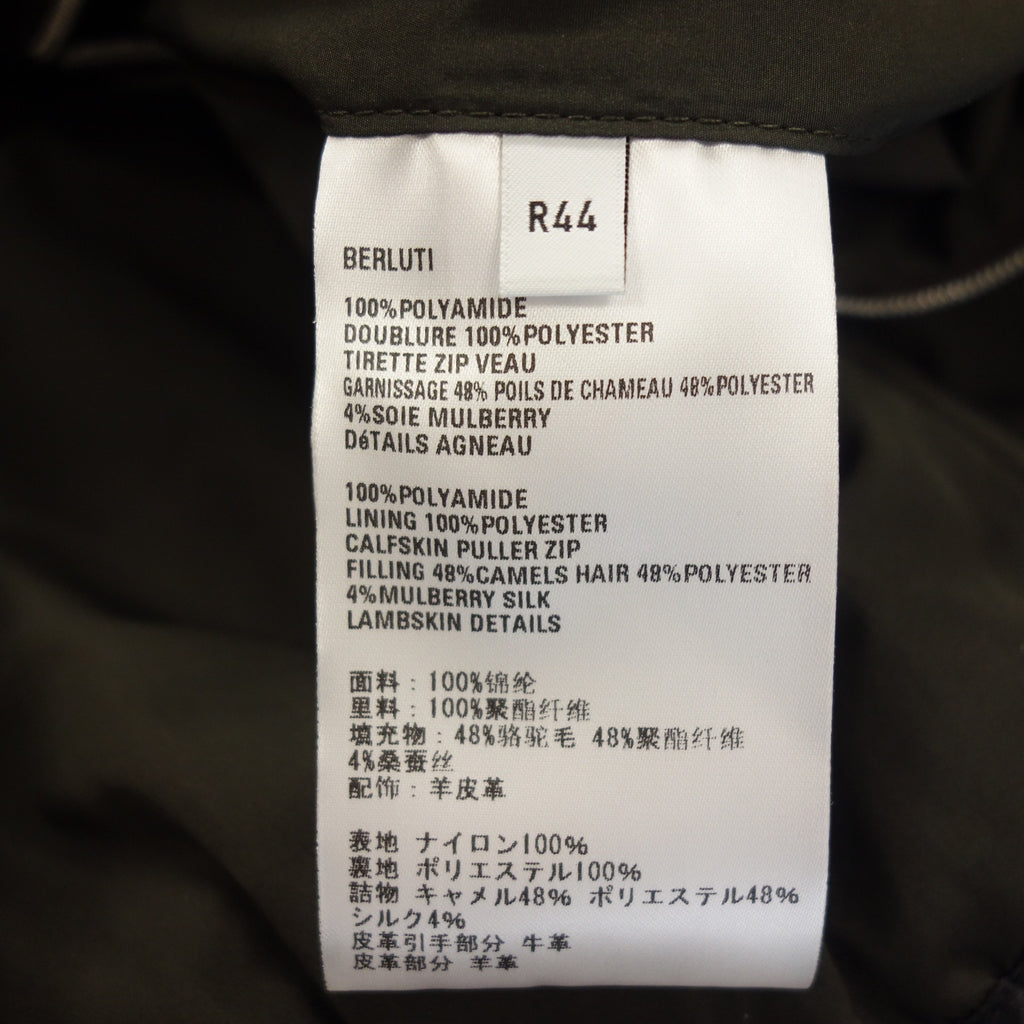 R44
BERLUTI
100%POLYAMIDE
DOUBLURE 100%POLYESTER
TIRETTE ZIP VEAU
GARNISSAGE 48% POILS DE CHAMEAU 48%POLYESTER
4%SOIE MULBERRY
DéTAILS AGNEAU
100%POLYAMIDE
LINING 100%POLYESTER
CALFSKIN PULLER ZIP
FILLING 48%CAMELS HAIR 48%POLYESTER
4%MULBERRY SILK
LAMBSKIN DETAILS
面料：100%锦纶
里料：100%聚酯纤维
填充物：48%骆驼毛 48%聚酯纤维
4%桑蚕丝
配饰：羊皮革
表地 ナイロン100%
裏地 ポリエステル100%
詰物 キャメル48% ポリエステル48%
シルク4%
皮革引手部分 牛革
皮革部分 羊革